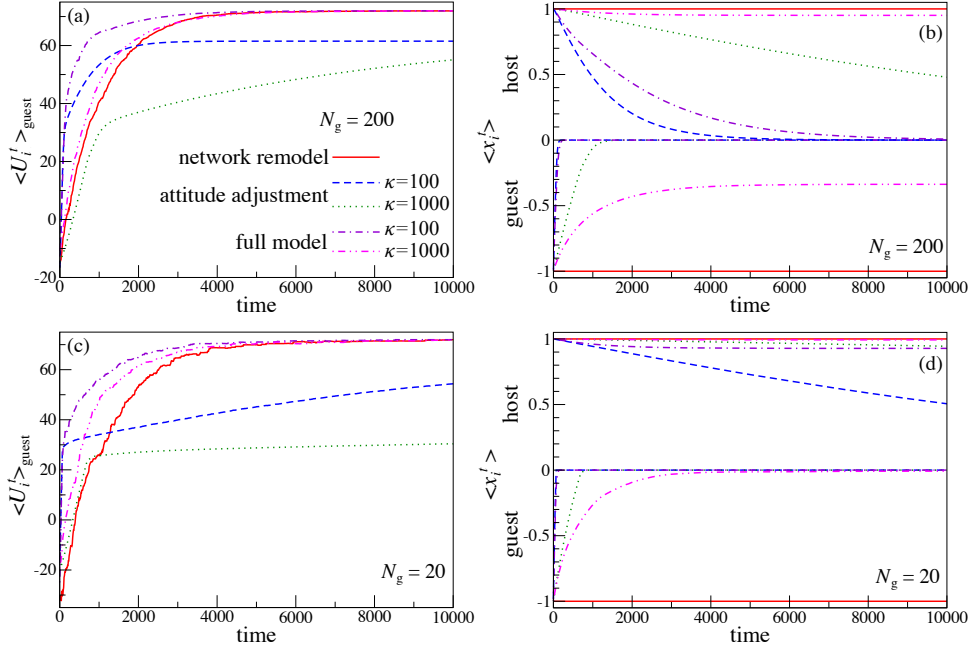 (a)
60
40
20
0
-20
<U_i^t>_guest
N_g = 200
network remodel
attitude adjustment
κ=100
κ=1000
full model
κ=100
κ=1000
0 2000 4000 6000 8000 10000
time
(b)
1
0.5
0
-0.5
-1
host
<x_i^t>
guest
N_g = 200
0 2000 4000 6000 8000 10000
time
(c)
60
40
20
0
-20
<U_i^t>_guest
N_g = 20
0 2000 4000 6000 8000 10000
time
(d)
1
0.5
0
-0.5
-1
host
<x_i^t>
guest
N_g = 20
0 2000 4000 6000 8000 10000
time